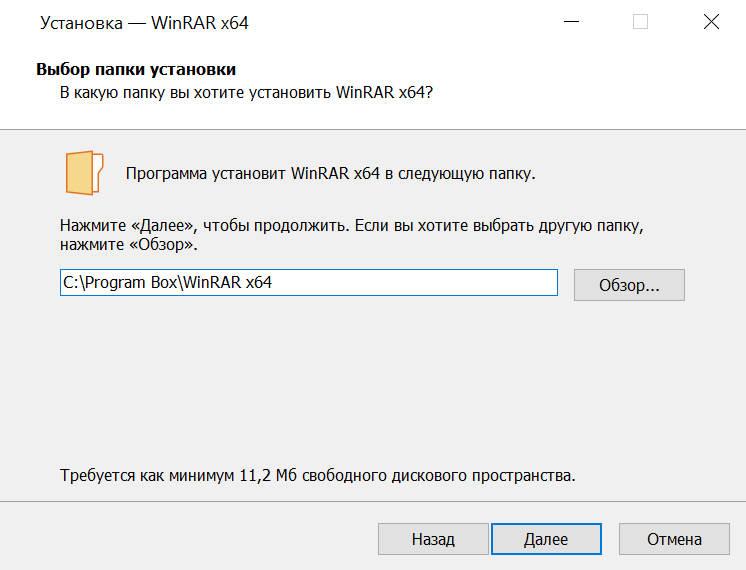 Установка — WinRAR x64
Выбор папки установки
В какую папку вы хотите установить WinRAR x64?
Программа установит WinRAR x64 в следующую папку.
Нажмите «Далее», чтобы продолжить. Если вы хотите выбрать другую папку,
нажмите «Обзор».
C:\Program Box\WinRAR x64
Обзор...
Требуется как минимум 11,2 Мб свободного дискового пространства.
Назад
Далее
Отмена